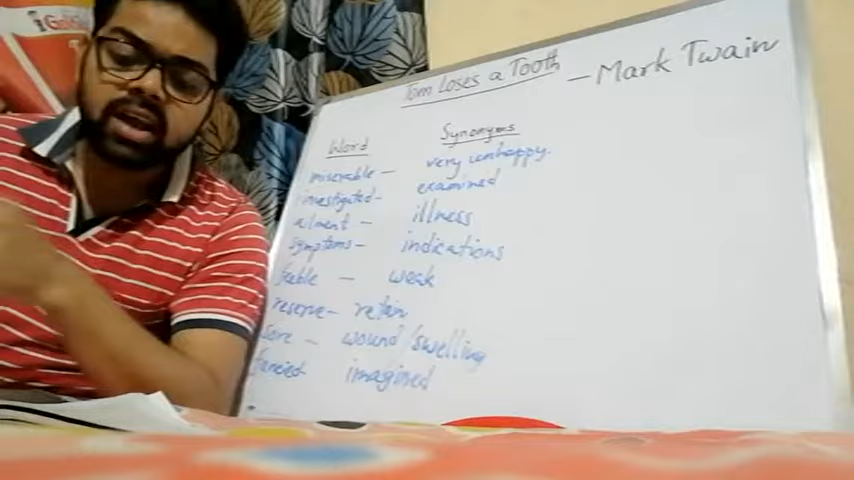 Tom Loses a Tooth - Mark Twain
Word Synonyms
miserable - very unhappy
investigated - examined
ailment - illness
symptoms - indications
feeble - weak
reserve - retain
sore - wound/swelling
fancied imagined